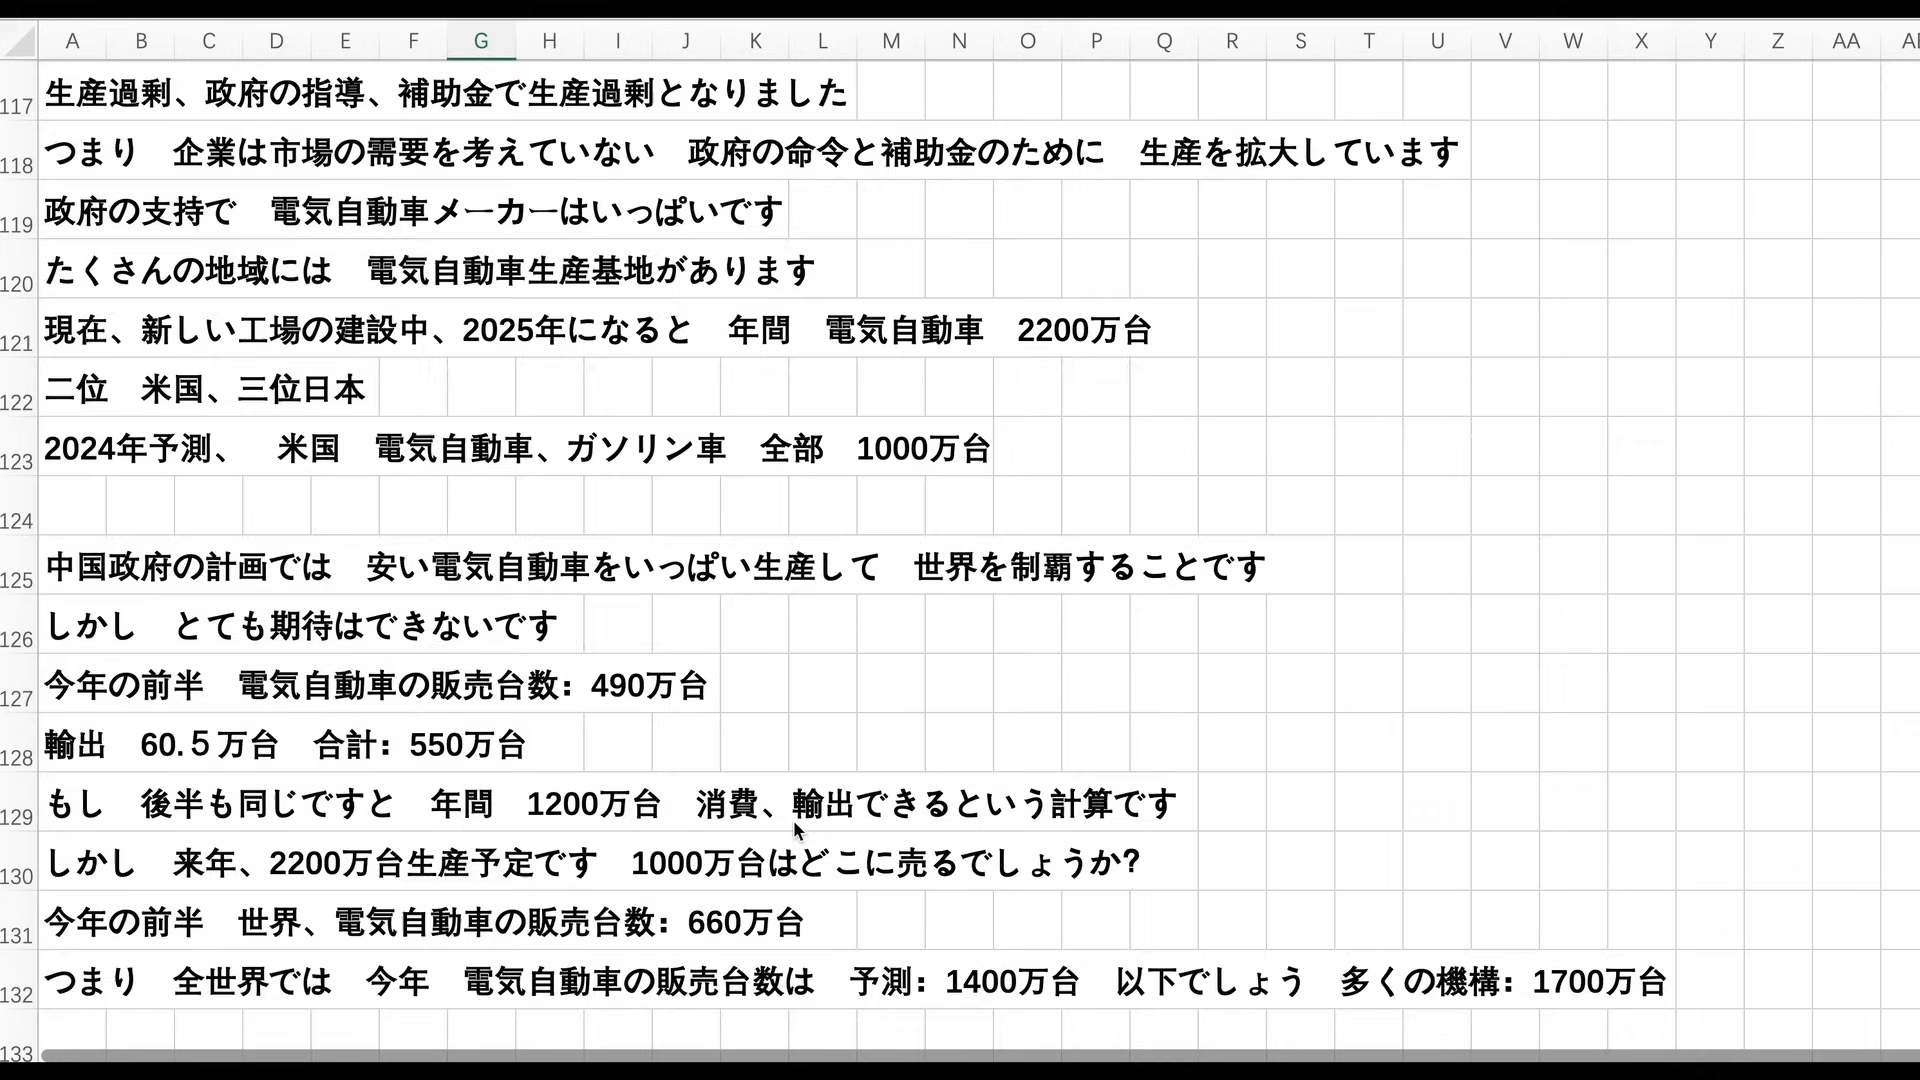 A B C D E F G H I J K L M N O P Q R S T U V W X Y Z AA
117 生産過剰、政府の指導、補助金で生産過剰となりました
118 つまり　企業は市場の需要を考えていない　政府の命令と補助金のために　生産を拡大しています
119 政府の支持で　電気自動車メーカーはいっぱいです
120 たくさんの地域には　電気自動車生産基地があります
121 現在、新しい工場の建設中、2025年になると　年間　電気自動車　2200万台
122 二位　米国、三位日本
123 2024年予測、　米国　電気自動車、ガソリン車　全部　1000万台
124
125 中国政府の計画では　安い電気自動車をいっぱい生産して　世界を制覇することです
126 しかし　とても期待はできないです
127 今年の前半　電気自動車の販売台数：490万台
128 輸出　60.５万台　合計：550万台
129 もし　後半も同じですと　年間　1200万台　消費、輸出できるという計算です
130 しかし　来年、2200万台生産予定です　1000万台はどこに売るでしょうか?
131 今年の前半　世界、電気自動車の販売台数：660万台
132 つまり　全世界では　今年　電気自動車の販売台数は　予測：1400万台　以下でしょう　多くの機構：1700万台
133